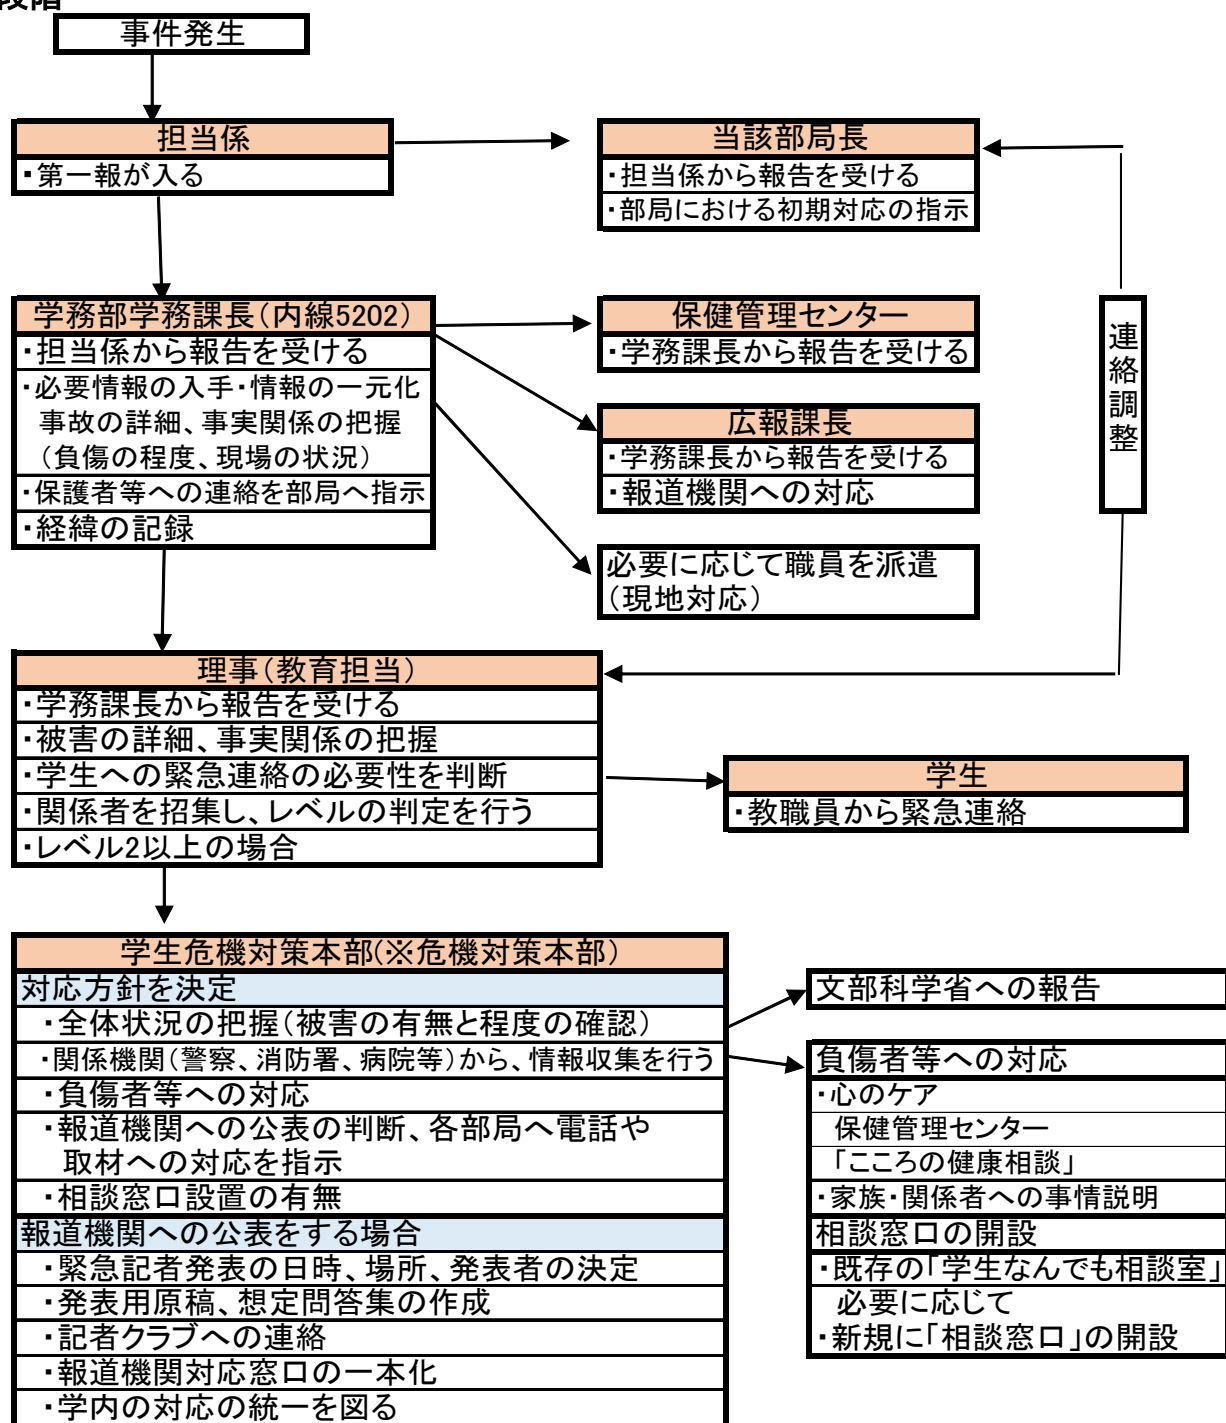 段階
事件発生
担当係
・第一報が入る
当該部局長
・担当係から報告を受ける
・部局における初期対応の指示
学務部学務課長（内線5202）
・担当係から報告を受ける
・必要情報の入手・情報の一元化
事故の詳細、事実関係の把握
（負傷の程度、現場の状況）
・保護者等への連絡を部局へ指示
・経緯の記録
保健管理センター
・学務課長から報告を受ける
広報課長
・学務課長から報告を受ける
・報道機関への対応
必要に応じて職員を派遣
（現地対応）
連絡調整
理事（教育担当）
・学務課長から報告を受ける
・被害の詳細、事実関係の把握
・学生への緊急連絡の必要性を判断
・関係者を招集し、レベルの判定を行う
・レベル2以上の場合
学生
・教職員から緊急連絡
学生危機対策本部(※危機対策本部）
対応方針を決定
・全体状況の把握（被害の有無と程度の確認）
・関係機関（警察、消防署、病院等）から、情報収集を行う
・負傷者等への対応
・報道機関への公表の判断、各部局へ電話や
取材への対応を指示
・相談窓口設置の有無
報道機関への公表をする場合
・緊急記者発表の日時、場所、発表者の決定
・発表用原稿、想定問答集の作成
・記者クラブへの連絡
・報道機関対応窓口の一本化
・学内の対応の統一を図る
文部科学省への報告
負傷者等への対応
・心のケア
保健管理センター
「こころの健康相談」
・家族・関係者への事情説明
相談窓口の開設
・既存の「学生なんでも相談室」
必要に応じて
・新規に「相談窓口」の開設